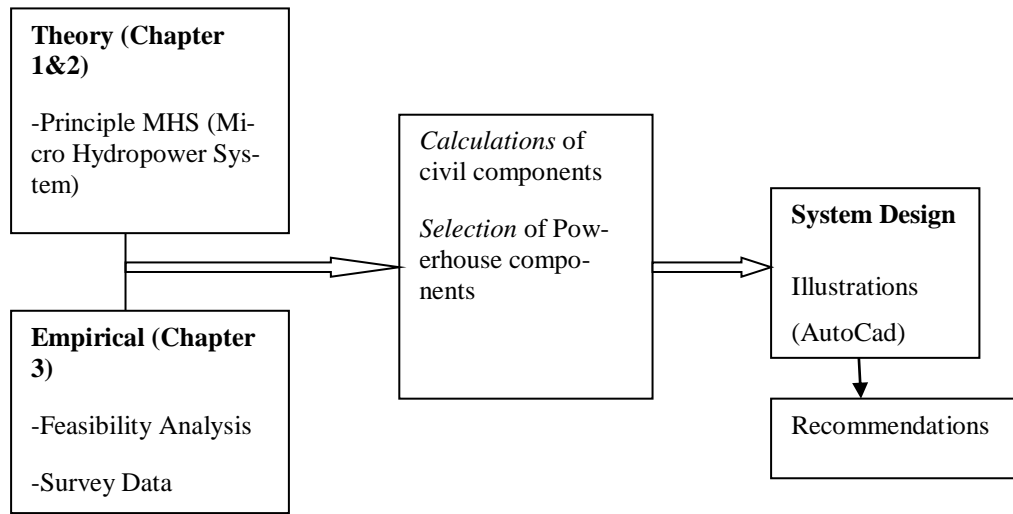 Theory (Chapter
1&2)
-Principle MHS (Mi-
cro Hydropower Sys-
tem)
Empirical (Chapter
3)
-Feasibility Analysis
-Survey Data
Calculations of
civil components
Selection of Pow-
erhouse compo-
nents
System Design
Illustrations
(AutoCad)
Recommendations